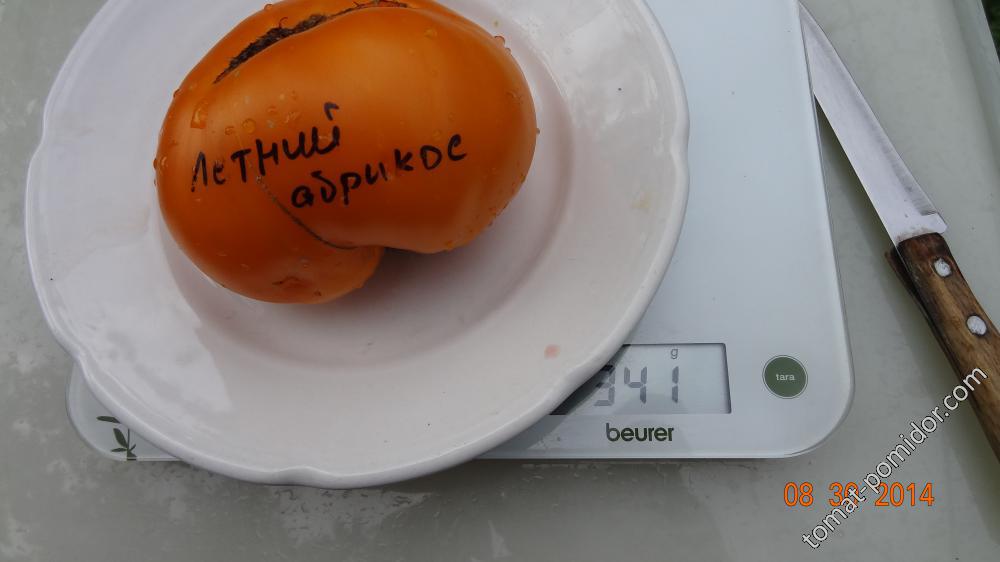 Летний
абрикос
g
341
tara
beurer
08 30 2014
tomat-pomidor.com